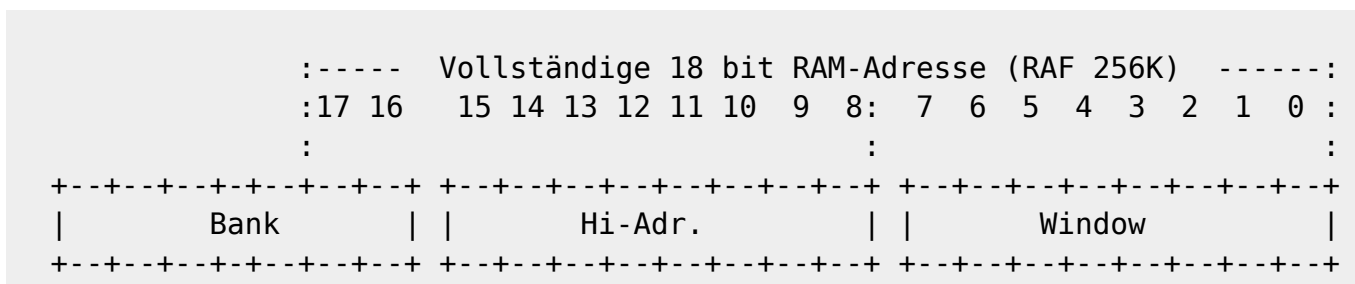 :----- Vollständige 18 bit RAM-Adresse (RAF 256K) ------:
:17 16 15 14 13 12 11 10 9 8: 7 6 5 4 3 2 1 0 :
: : :
+--+--+--+-+--+--+--+ +--+--+--+--+--+--+--+--+ +--+--+--+--+--+--+--+--+
| Bank | | Hi-Adr. | | Window |
+--+--+--+-+--+--+--+ +--+--+--+--+--+--+--+--+ +--+--+--+--+--+--+--+--+